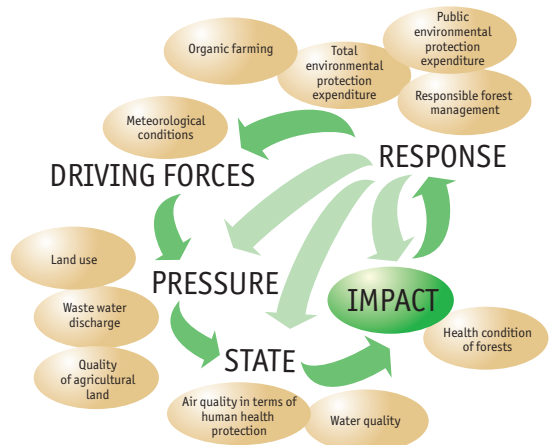 Public
environmental
protection
expenditure
Organic farming
Total
environmental
protection
expenditure
Responsible forest
management
Meteorological
conditions
RESPONSE
DRIVING FORCES
Land use
PRESSURE
IMPACT
Waste water
discharge
Health condition
of forests
STATE
Quality
of agricultural
land
Air quality in terms of
human health
protection
Water quality